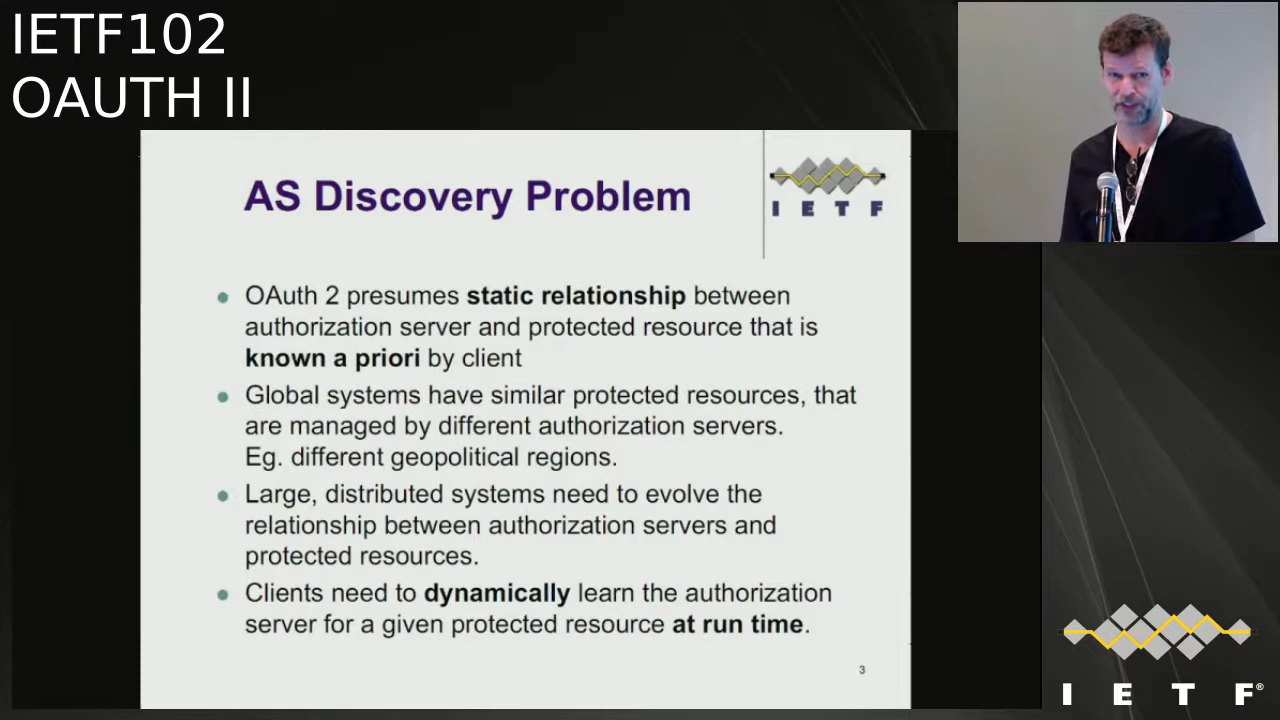 IETF102
OAUTH II
AS Discovery Problem
I E T F
OAuth 2 presumes static relationship between
authorization server and protected resource that is
known a priori by client
Global systems have similar protected resources, that
are managed by different authorization servers.
Eg. different geopolitical regions.
Large, distributed systems need to evolve the
relationship between authorization servers and
protected resources.
Clients need to dynamically learn the authorization
server for a given protected resource at run time.
3
I E T F®